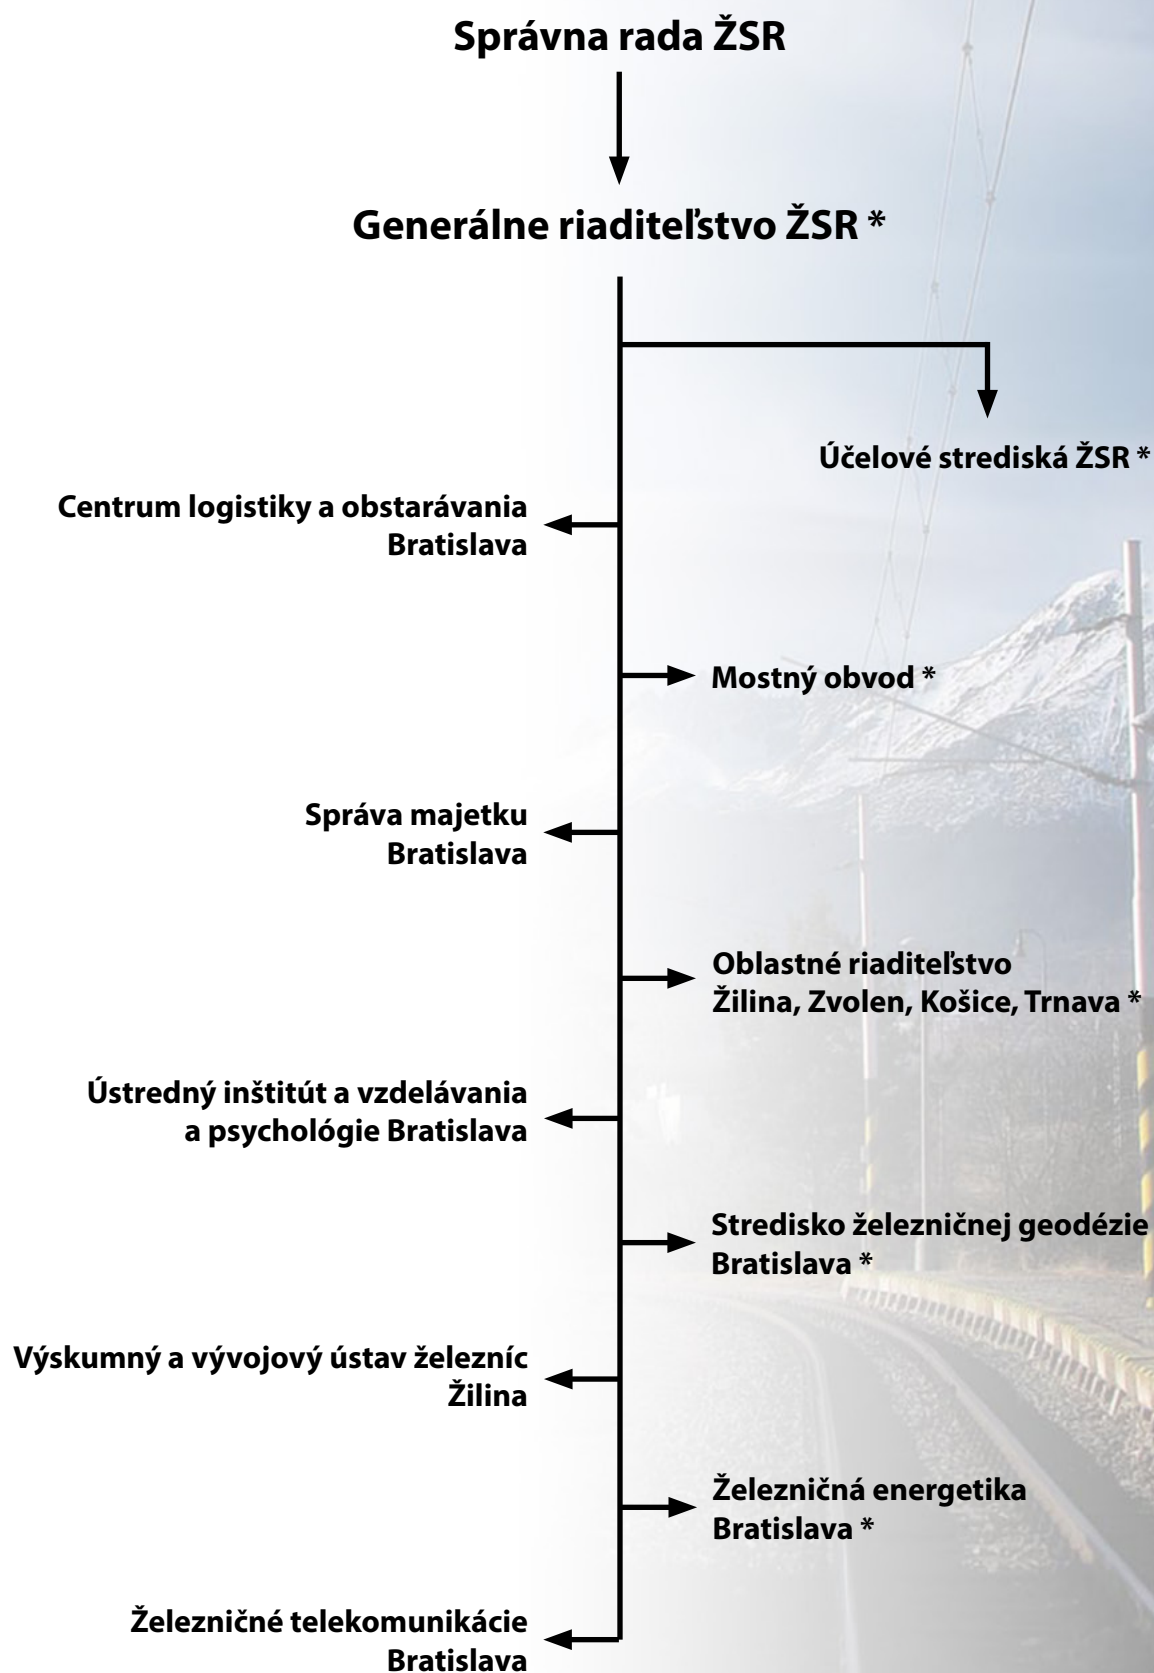 Správna rada ŽSR
Generálne riaditeľstvo ŽSR *
Účelové strediská ŽSR *
Centrum logistiky a obstarávania
Bratislava
Mostný obvod *
Správa majetku
Bratislava
Oblastné riaditeľstvo
Žilina, Zvolen, Košice, Trnava *
Ústredný inštitút a vzdelávania
a psychológie Bratislava
Stredisko železničnej geodézie
Bratislava *
Výskumný a vývojový ústav železníc
Žilina
Železničná energetika
Bratislava *
Železničné telekomunikácie
Bratislava